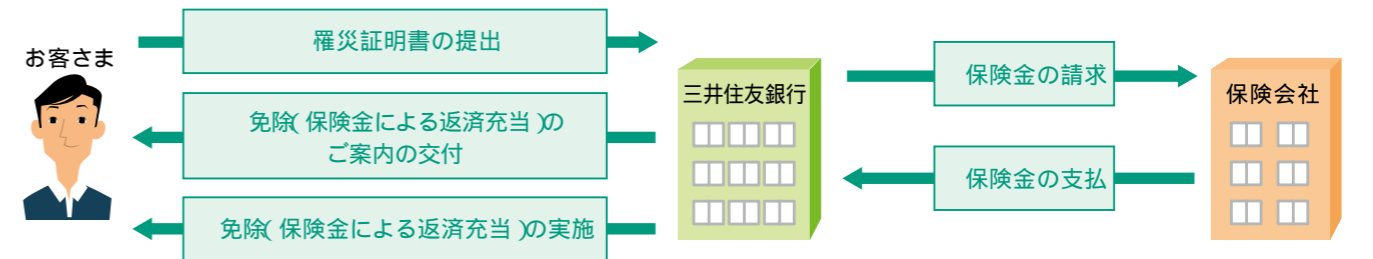 お客さま
罹災証明書の提出
免除(保険金による返済充当)の
ご案内の交付
免除(保険金による返済充当)の実施
三井住友銀行
保険金の請求
保険金の支払
保険会社